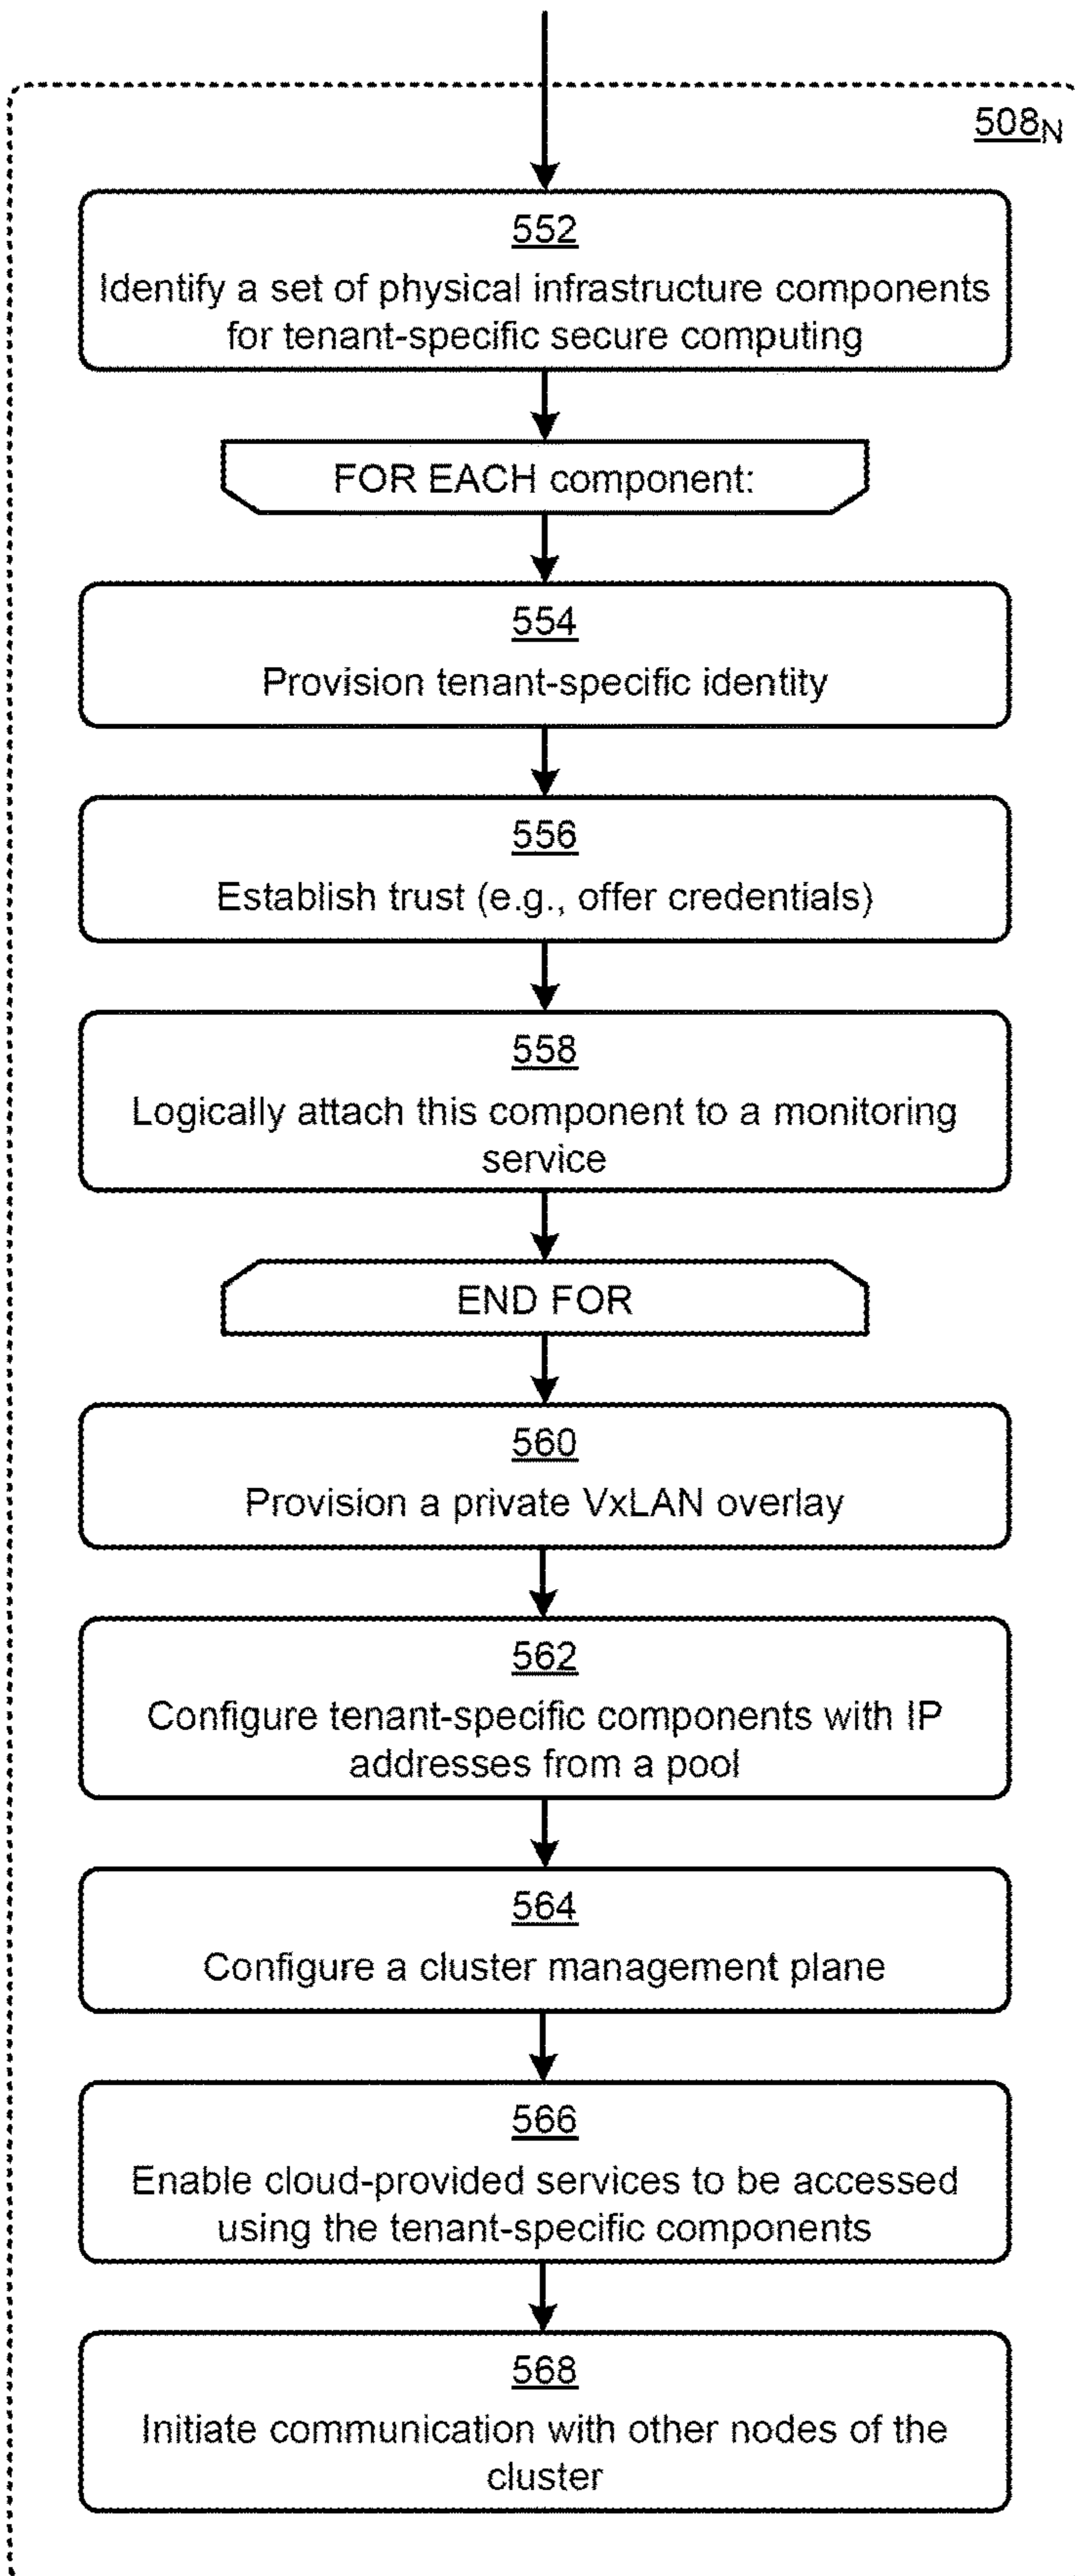 508N
552
Identify a set of physical infrastructure components
for tenant-specific secure computing
FOR EACH component:
554
Provision tenant-specific identity
556
Establish trust (e.g., offer credentials)
558
Logically attach this component to a monitoring
service
END FOR
560
Provision a private VxLAN overlay
562
Configure tenant-specific components with IP
addresses from a pool
564
Configure a cluster management plane
566
Enable cloud-provided services to be accessed
using the tenant-specific components
568
Initiate communication with other nodes of the
cluster